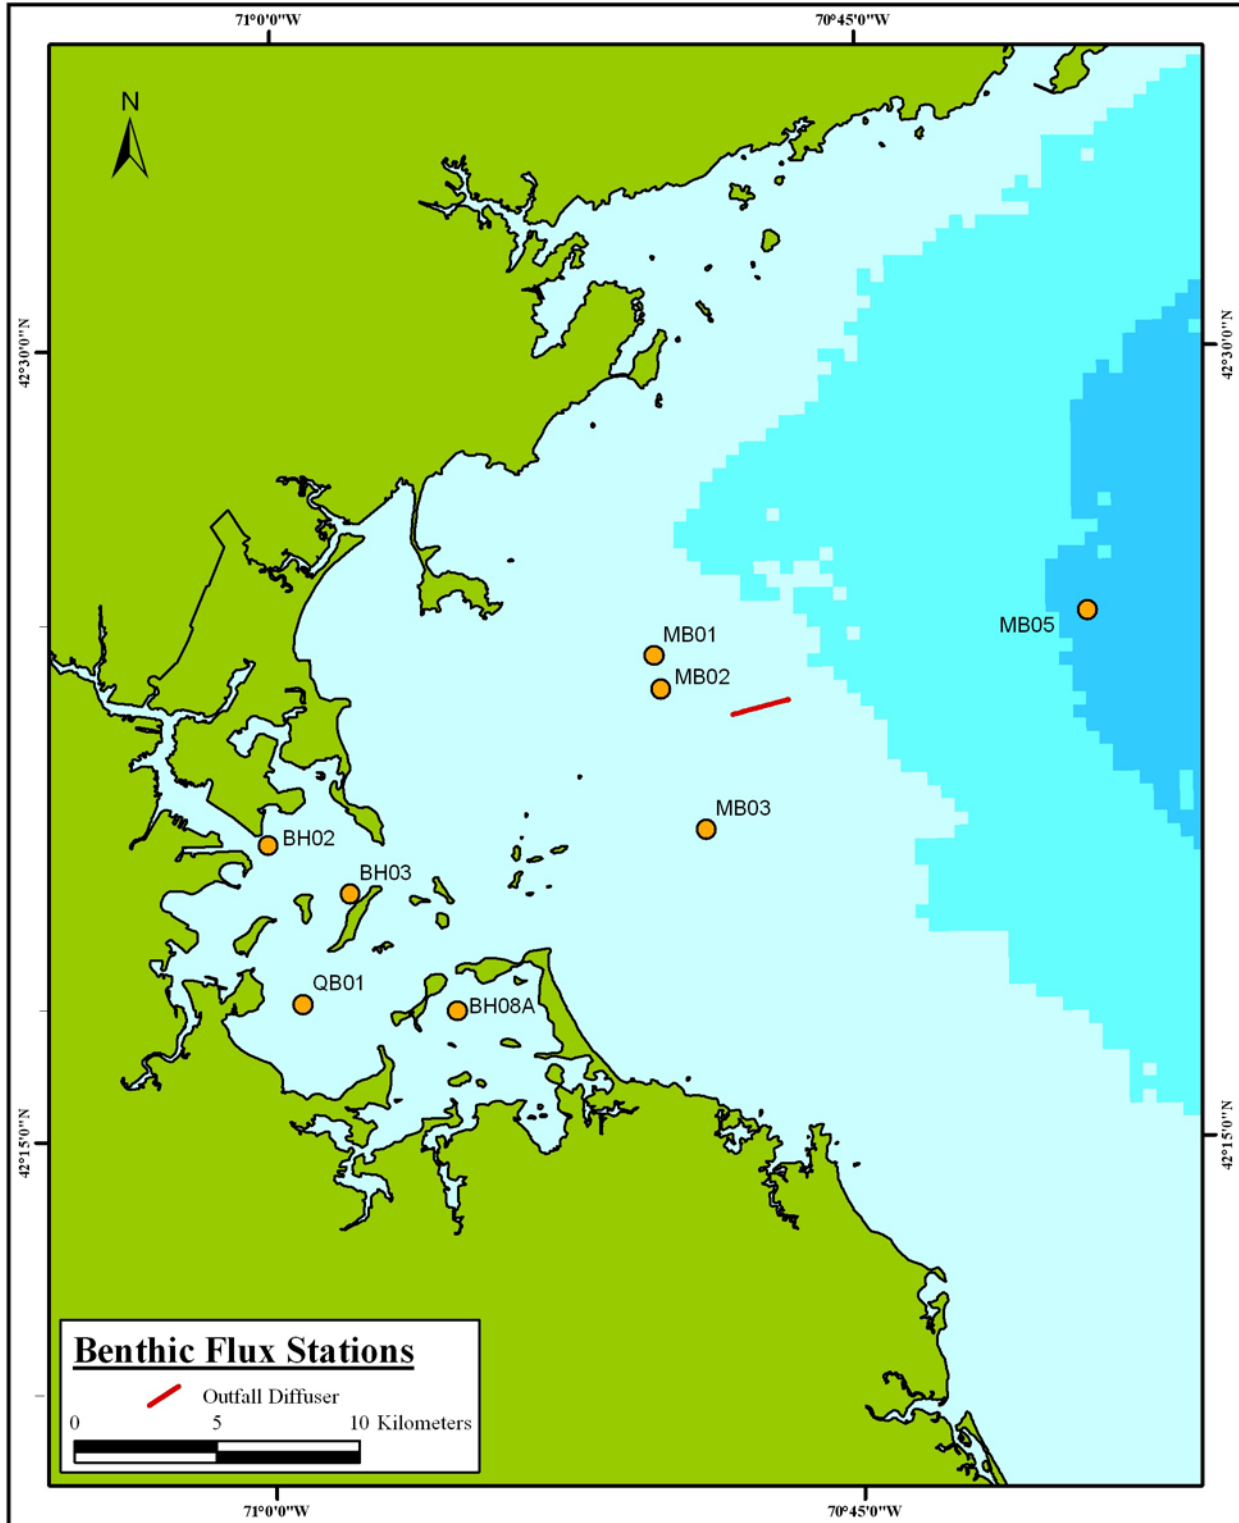 71°0'0"W 70°45'0"W
N
42°30'0"N 42°30'0"N
MB01
MB05
MB02
MB03
BH02
BH03
QB01
BH08A
42°15'0"N 42°15'0"N
Benthic Flux Stations
Outfall Diffuser
0 5 10 Kilometers
71°0'0"W 70°45'0"W